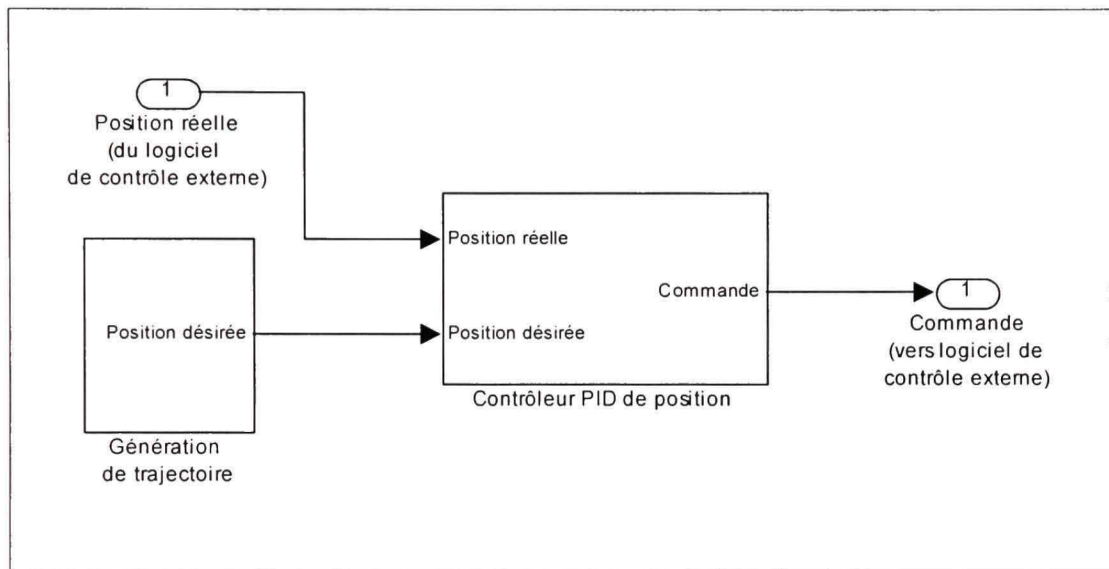 1
Position réelle
(du logiciel
de contrôle externe)
Position réelle
Commande
Position désirée
Contrôleur PID de position
Position désirée
Génération
de trajectoire
1
Commande
(vers logiciel de
contrôle externe)